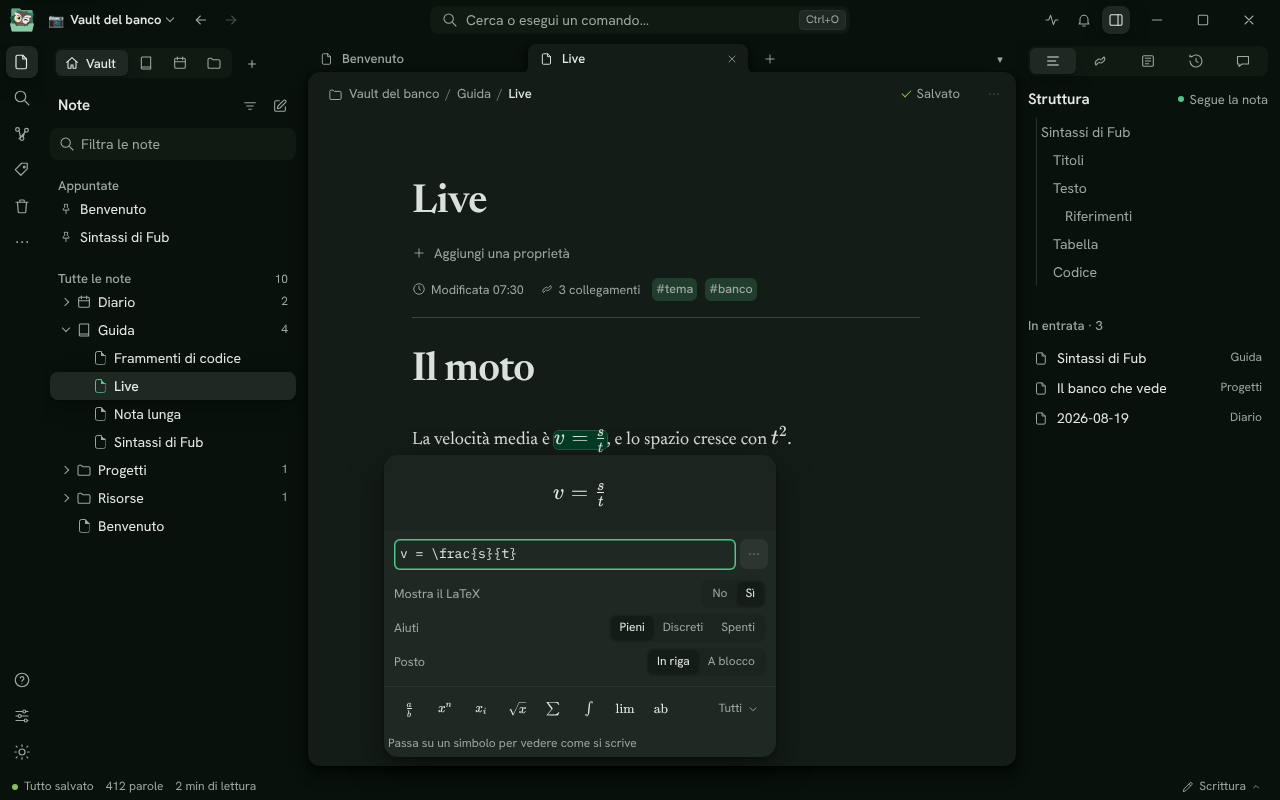 Vault del banco
Cerca o esegui un comando…
Ctrl+O
Vault
Note
Filtra le note
Appuntate
Benvenuto
Sintassi di Fub
Tutte le note 10
Diario 2
Guida 4
Frammenti di codice
Live
Nota lunga
Sintassi di Fub
Progetti 1
Risorse 1
Benvenuto
Tutto salvato 412 parole 2 min di lettura
Benvenuto
Live
Vault del banco / Guida / Live
Salvato
Live
Aggiungi una proprietà
Modificata 07:30 3 collegamenti #tema #banco
Il moto
La velocità media è v = s/t, e lo spazio cresce con t².
v = s/t
v = \frac{s}{t}
Mostra il LaTeX No Sì
Aiuti Pieni Discreti Spenti
Posto In riga A blocco
a/b xⁿ xᵢ √x ∑ ∫ lim ab Tutti
Passa su un simbolo per vedere come si scrive
Struttura Segue la nota
Sintassi di Fub
Titoli
Testo
Riferimenti
Tabella
Codice
In entrata · 3
Sintassi di Fub Guida
Il banco che vede Progetti
2026-08-19 Diario
Scrittura